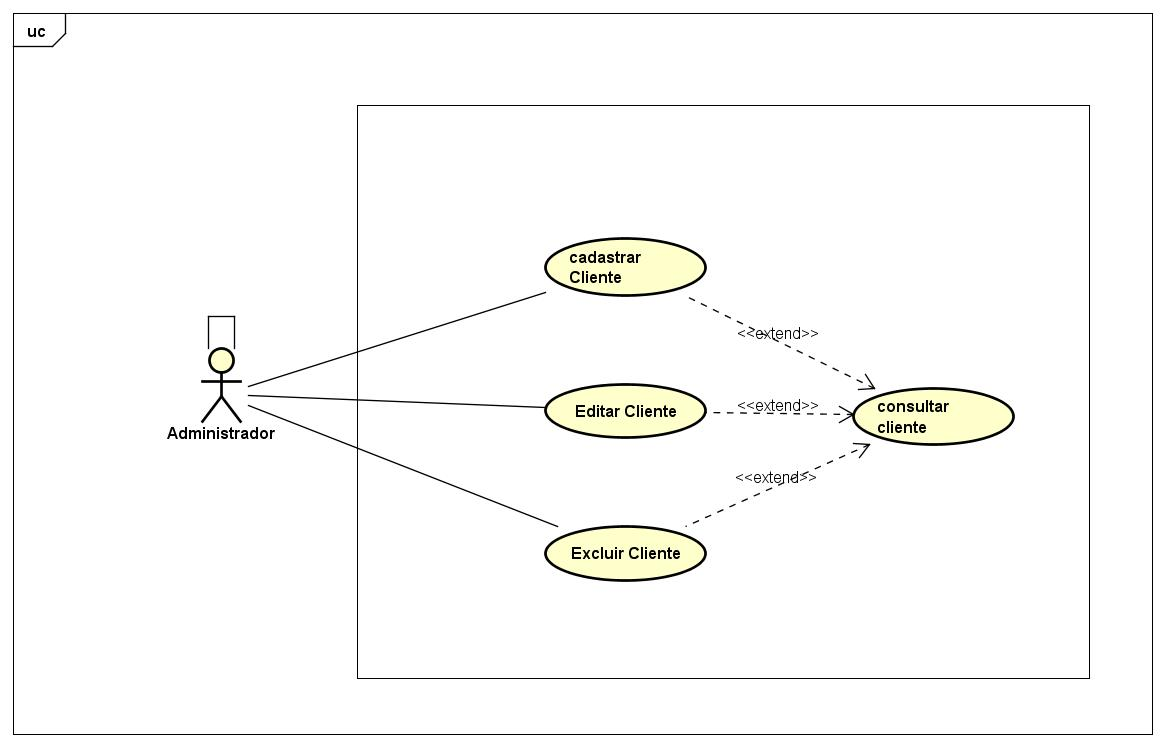 uc
cadastrar
Cliente
<<extend>>
Administrador
Editar Cliente
<<extend>>
consultar
cliente
<<extend>>
Excluir Cliente